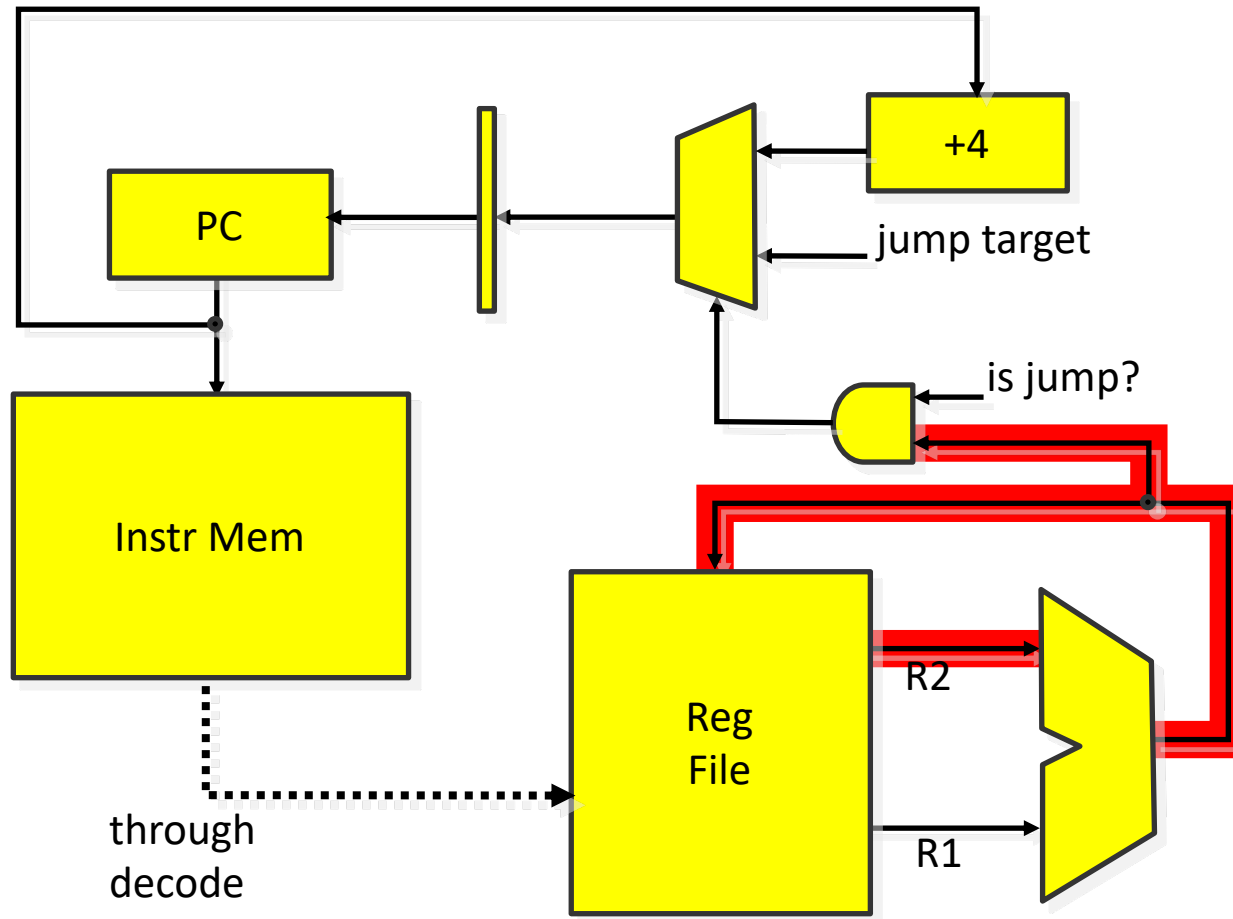 +4
PC
jump target
is jump?
Instr Mem
R2
Reg
File
R1
through
decode